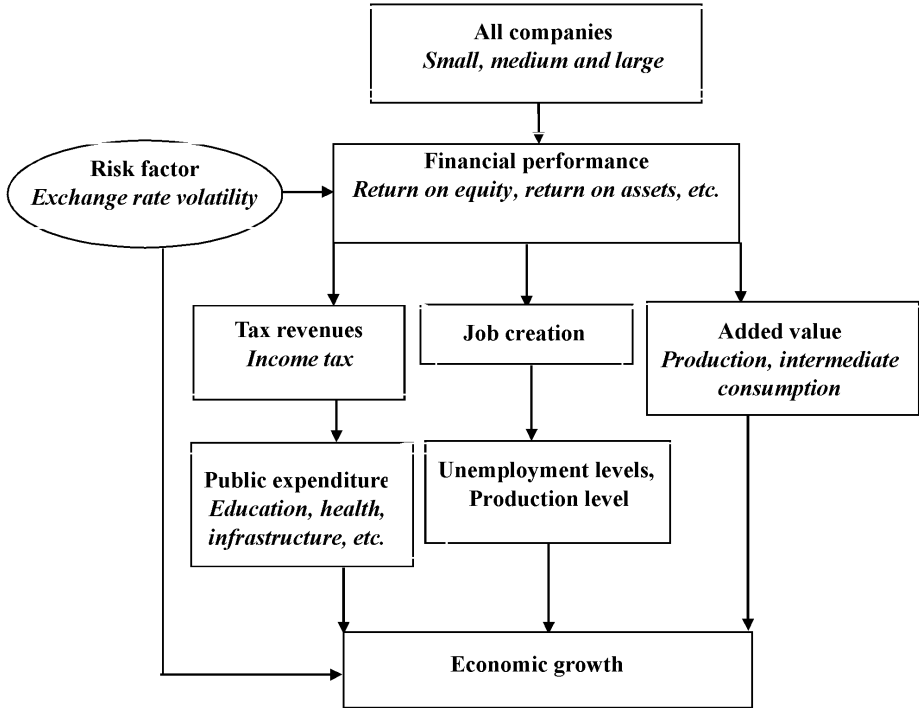 All companies
Small, medium and large
Risk factor
Exchange rate volatility
Financial performance
Return on equity, return on assets, etc.
Tax revenues
Income tax
Job creation
Added value
Production, intermediate
consumption
Public expenditure
Education, health,
infrastructure, etc.
Unemployment levels,
Production level
Economic growth